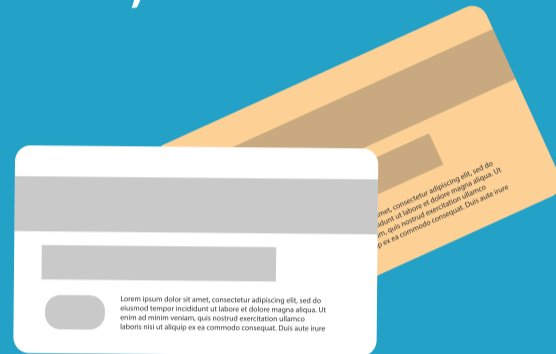 Lorem ipsum dolor sit amet, consectetur adipiscing elit, sed do
eiusmod tempor incididunt ut labore et dolore magna aliqua. Ut
enim ad minim veniam, quis nostrud exercitation ullamco
laboris nisi ut aliquip ex ea commodo consequat. Duis aute irure
consectetur adipiscing elit, sed do
ut labore et dolore magna aliqua. Ut
quis nostrud exercitation ullamco
ex ea commodo consequat. Duis aute irure